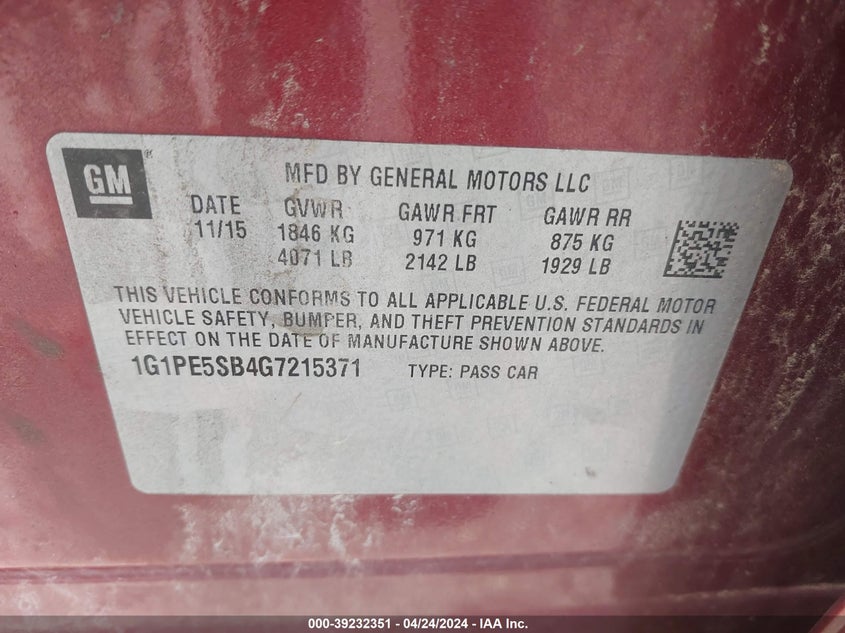 GM
MFD BY GENERAL MOTORS LLC
DATE GVWR GAWR FRT GAWR RR
11/15 1846 KG 971 KG 875 KG
4071 LB 2142 LB 1929 LB
THIS VEHICLE CONFORMS TO ALL APPLICABLE U.S. FEDERAL MOTOR
VEHICLE SAFETY, BUMPER, AND THEFT PREVENTION STANDARDS IN
EFFECT ON THE DATE OF MANUFACTURE SHOWN ABOVE.
1G1PE5SB4G7215371 TYPE: PASS CAR
000-39232351 - 04/24/2024 - IAA Inc.